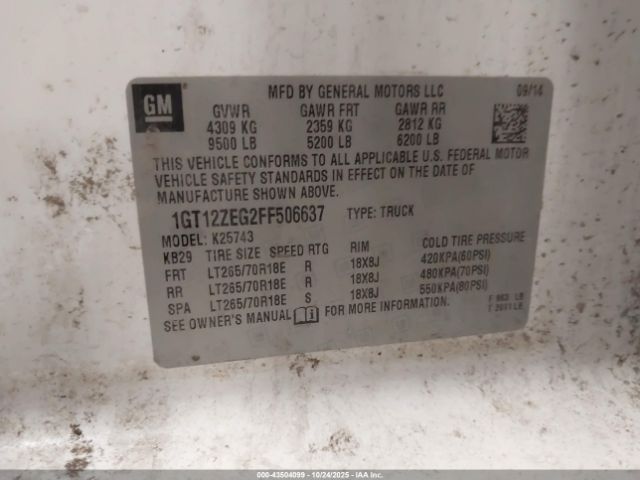 GM
MFD BY GENERAL MOTORS LLC 09/14
GVWR GAWR FRT GAWR RR
4309 KG 2359 KG 2812 KG
9500 LB 5200 LB 6200 LB
THIS VEHICLE CONFORMS TO ALL APPLICABLE U.S. FEDERAL MOTOR
VEHICLE SAFETY STANDARDS IN EFFECT ON THE DATE OF
MANUFACTURE SHOWN ABOVE.
1GT12ZEG2FF506637 TYPE: TRUCK
MODEL: K25743
KB29 TIRE SIZE SPEED RTG RIM COLD TIRE PRESSURE
FRT LT265/70R18E R 18X8J 420KPA(60PSI)
RR LT265/70R18E R 18X8J 480KPA(70PSI)
SPA LT265/70R18E S 18X8J 550KPA(80PSI)
SEE OWNER'S MANUAL FOR MORE INFORMATION.
F LB
T LB
000-43504099 - 10/24/2025 - IAAI.com